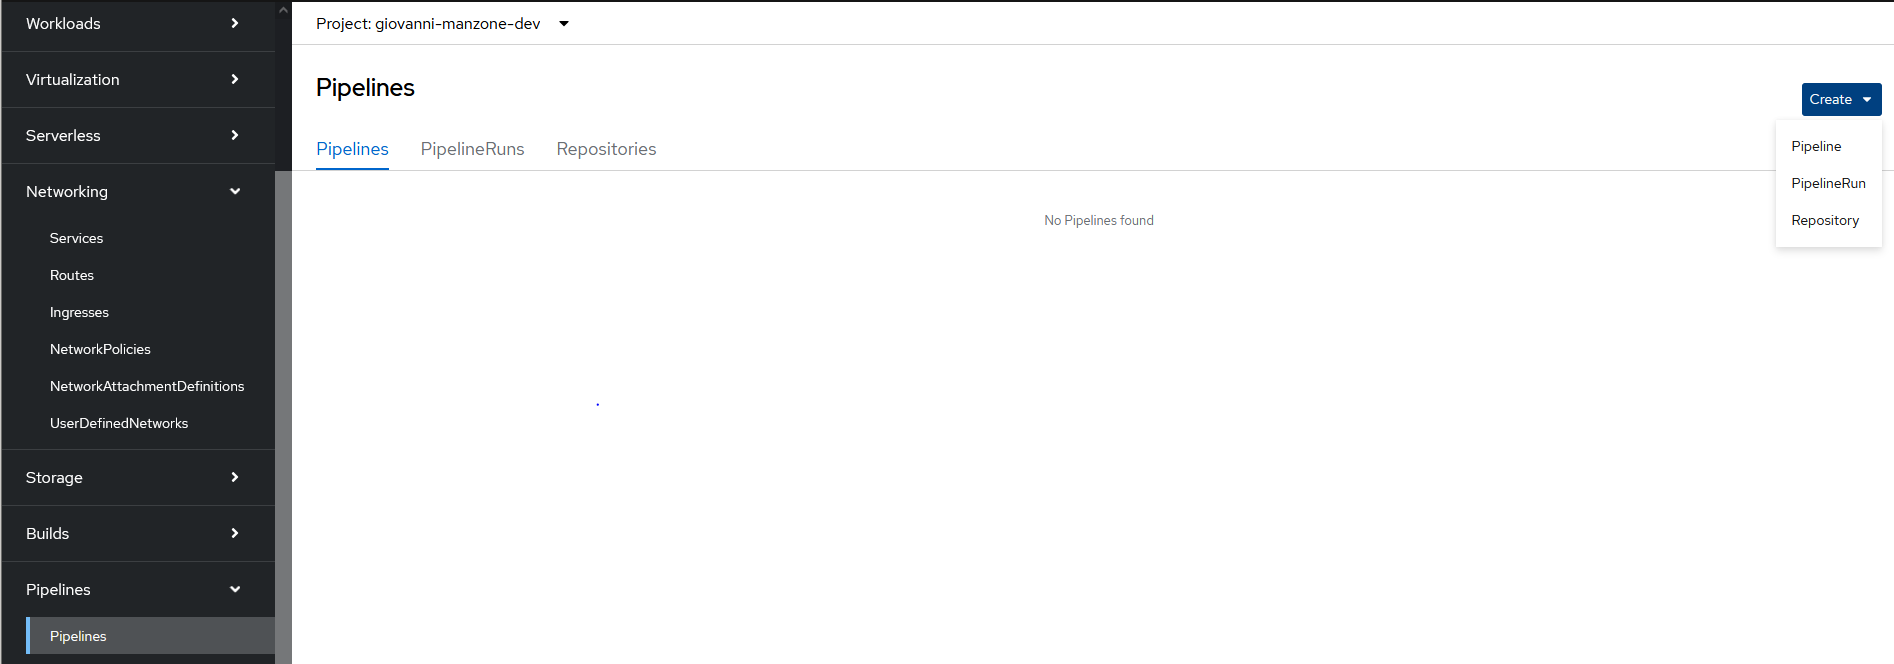 Workloads
Virtualization
Serverless
Networking
Services
Routes
Ingresses
NetworkPolicies
NetworkAttachmentDefinitions
UserDefinedNetworks
Storage
Builds
Pipelines
Pipelines
Project: giovanni-manzone-dev
Pipelines
Create
Pipelines PipelineRuns Repositories
Pipeline
PipelineRun
Repository
No Pipelines found